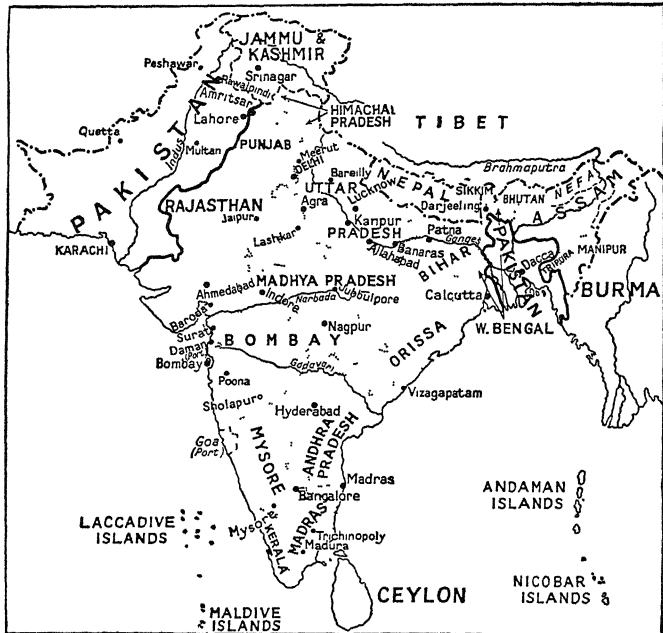 JAMMU &
KASHMIR
Peshawar
Srinagar
Rawalpindi
Amritsar
HIMACHAL
PRADESH
Lahore
TIBET
Quetta
PUNJAB
Indus
Multan
PAKISTAN
Meerut
DELHI
Bareilly
NEPAL
Brahmaputra
SIKKIM
BHUTAN
NEFA
ASSAM
UTTAR
PRADESH
Lucknow
Darjeeling
RAJASTHAN
Agra
Jaipur
Kanpur
Lashkar
Patna
Ganges
PAKISTAN
KARACHI
Allahabad
Banaras
BIHAR
Dacca
MANIPUR
TRIPURA
MADHYA PRADESH
Ahmedabad
Indore
Narbada
Jubbulpore
Calcutta
BURMA
Baroda
Surat
Nagpur
W. BENGAL
Daman
(Port)
BOMBAY
ORISSA
Bombay
Godavari
Poona
Vizagapatam
Sholapur
Hyderabad
Goa
(Port)
MYSORE
ANDHRA
PRADESH
Madras
Bangalore
ANDAMAN
ISLANDS
LACCADIVE
ISLANDS
Mysore
KERALA
MADRAS
Trichinopoly
Madura
CEYLON
NICOBAR
ISLANDS
MALDIVE
ISLANDS